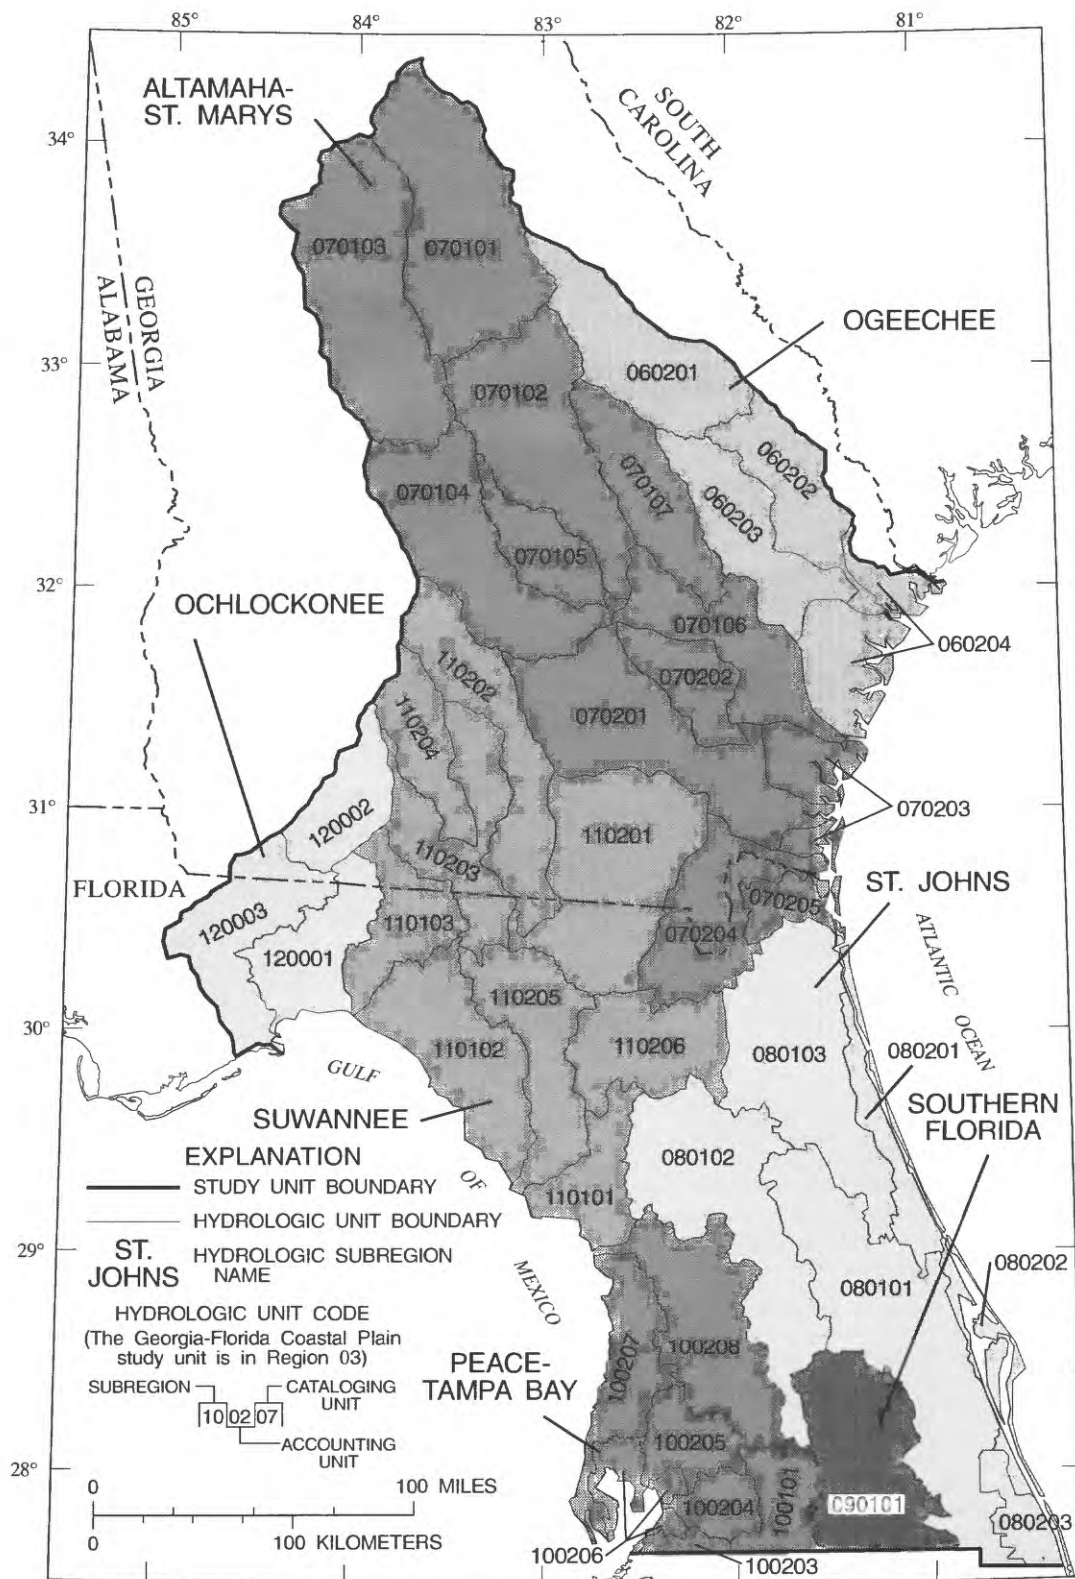 85°
84°
83°
82°
81°
34°
33°
32°
31°
30°
29°
28°
ALTAMAHA-
ST. MARYS
SOUTH
CAROLINA
GEORGIA
ALABAMA
OGEECHEE
OCHLOCKONEE
FLORIDA
ST. JOHNS
ATLANTIC OCEAN
SOUTHERN
FLORIDA
SUWANNEE
GULF
OF
MEXICO
PEACE-
TAMPA BAY
070103
070101
060201
070102
060202
070107
060203
070104
070105
070106
060204
070202
110202
110204
070201
070203
120002
110201
110203
070205
120003
110103
070204
120001
110205
110102
110206
080103
080201
080102
110101
080202
080101
100207
100208
100205
100204
100101
090101
080203
100206
100203
EXPLANATION
STUDY UNIT BOUNDARY
HYDROLOGIC UNIT BOUNDARY
ST.
JOHNS
HYDROLOGIC SUBREGION
NAME
HYDROLOGIC UNIT CODE
(The Georgia-Florida Coastal Plain
study unit is in Region 03)
SUBREGION
CATALOGING
UNIT
10 02 07
ACCOUNTING
UNIT
0 100 MILES
0 100 KILOMETERS